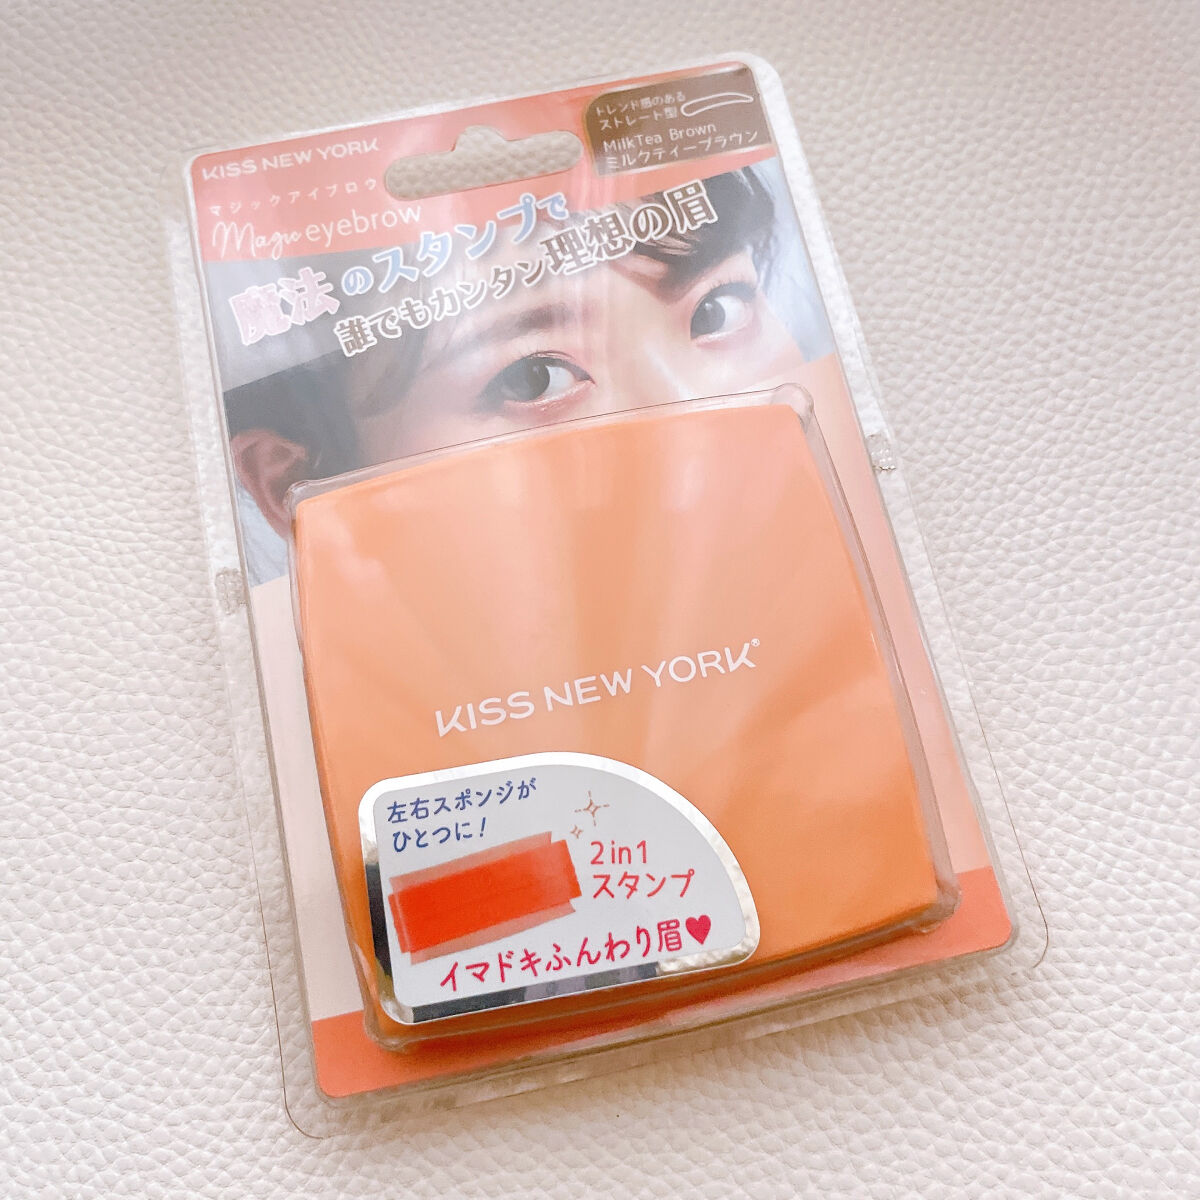 KISS NEW YORK
マジックアイブロウ
Magic eyebrow
トレンド感のある
ストレート型
MilkTea Brown
ミルクティーブラウン
魔法のスタンプで
誰でもカンタン理想の眉
KISS NEW YORK®
左右スポンジが
ひとつに!
2in1
スタンプ
イマドキふんわり眉♥